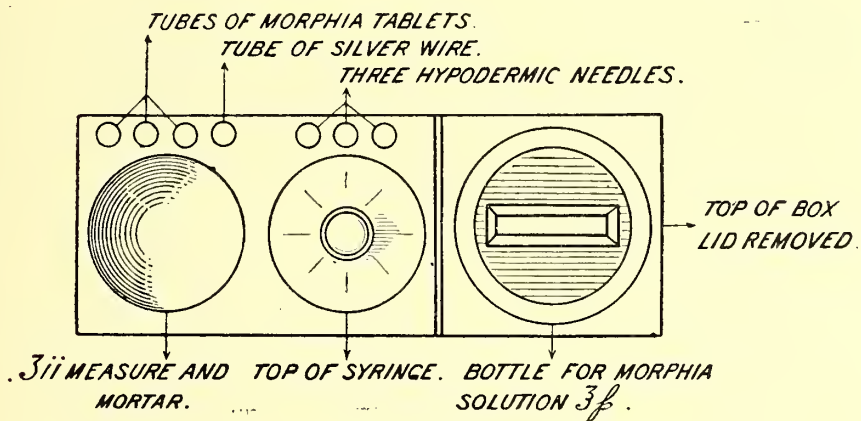 TUBES OF MORPHIA TABLETS.
TUBE OF SILVER WIRE.
THREE HYPODERMIC NEEDLES.
TOP OF BOX
LID REMOVED.
ʒii MEASURE AND
MORTAR.
TOP OF SYRINGE.
BOTTLE FOR MORPHIA
SOLUTION